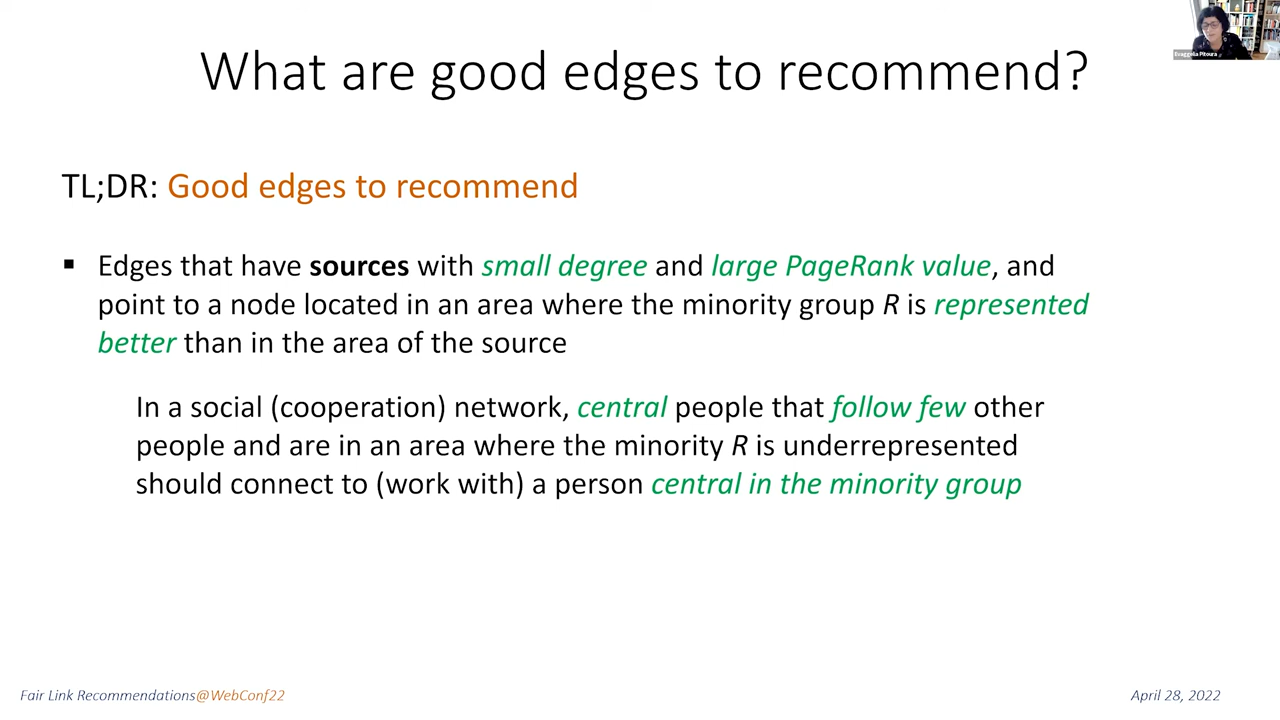 What are good edges to recommend?
Evaggelia Pitoura
TL;DR: Good edges to recommend
▪ Edges that have sources with small degree and large PageRank value, and
point to a node located in an area where the minority group R is represented
better than in the area of the source
In a social (cooperation) network, central people that follow few other
people and are in an area where the minority R is underrepresented
should connect to (work with) a person central in the minority group
Fair Link Recommendations@WebConf22
April 28, 2022